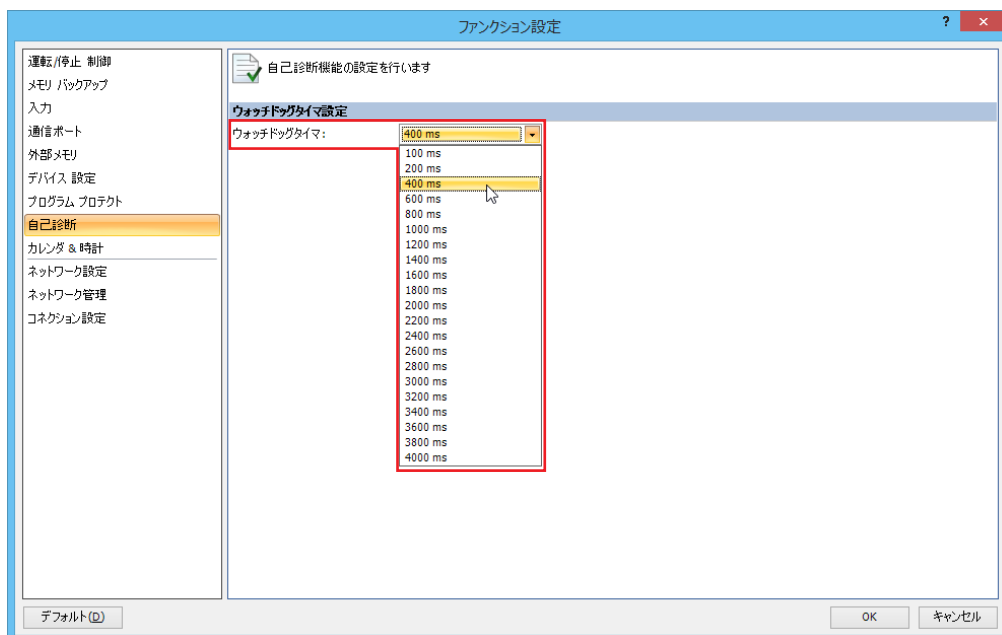 ファンクション設定
?
×
運転/停止 制御
メモリ バックアップ
入力
通信ポート
外部メモリ
デバイス 設定
プログラム プロテクト
自己診断
カレンダ & 時計
ネットワーク設定
ネットワーク管理
コネクション設定
自己診断機能の設定を行います
ウォッチドッグタイマ設定
ウォッチドッグタイマ: 400 ms
100 ms
200 ms
400 ms
600 ms
800 ms
1000 ms
1200 ms
1400 ms
1600 ms
1800 ms
2000 ms
2200 ms
2400 ms
2600 ms
2800 ms
3000 ms
3200 ms
3400 ms
3600 ms
3800 ms
4000 ms
デフォルト(D)
OK
キャンセル